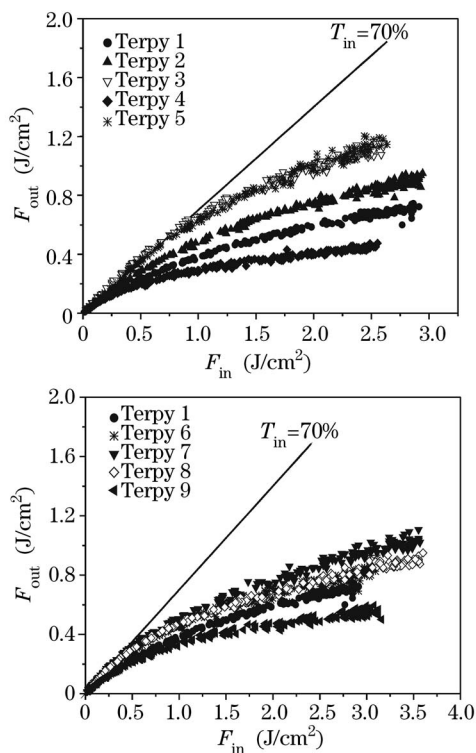 2.0
1.6
1.2
0.8
0.4
0
F_out (J/cm²)
T_in=70%
Terpy 1
Terpy 2
Terpy 3
Terpy 4
Terpy 5
0 0.5 1.0 1.5 2.0 2.5 3.0
F_in (J/cm²)
2.0
1.6
1.2
0.8
0.4
0
F_out (J/cm²)
Terpy 1
Terpy 6
Terpy 7
Terpy 8
Terpy 9
T_in=70%
0 0.5 1.0 1.5 2.0 2.5 3.0 3.5 4.0
F_in (J/cm²)